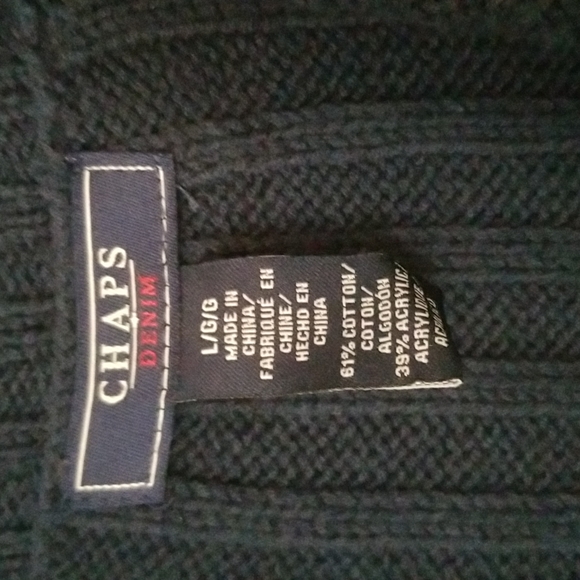 CHAPS
DENIM
L/G/G
MADE IN
CHINA/
FABRIQUÉ EN
CHINE/
HECHO EN
CHINA
61% COTTON/
COTON/
ALGODÓN
39% ACRYLIC/
ACRYLIQUE